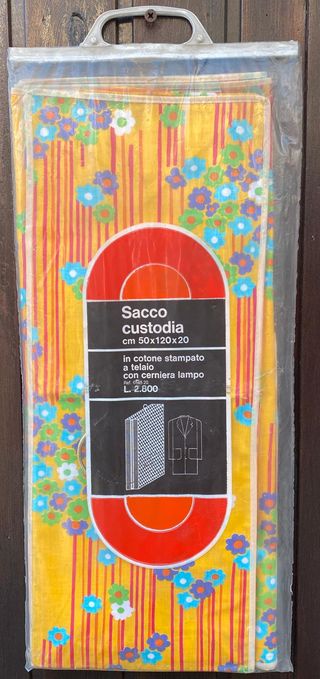 Sacco
custodia
cm 50x120x20
in cotone stampato
a telaio
con cerniera lampo
L. 2.800